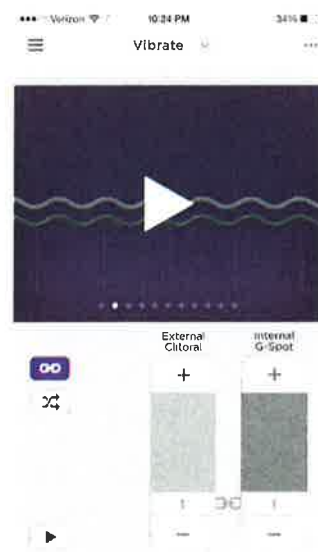 Verizon 10:24 PM 34%
Vibrate
External
Clitoral
Internal
G-Spot
1 1